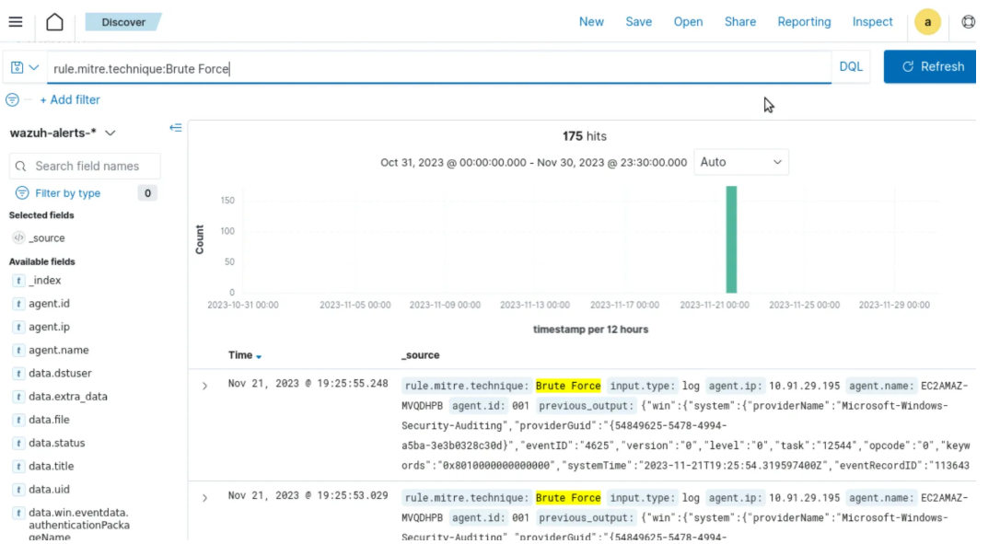 Discover New Save Open Share Reporting Inspect a
rule.mitre.technique:Brute Force DQL Refresh
+ Add filter
wazuh-alerts-*
Search field names
Filter by type 0
Selected fields
_source
Available fields
t _index
t agent.id
t agent.ip
t agent.name
t data.dstuser
t data.extra_data
t data.file
t data.status
t data.title
t data.uid
t data.win.eventdata.
authenticationPacka
geName
175 hits
Oct 31, 2023 @ 00:00:00.000 - Nov 30, 2023 @ 23:30:00.000 Auto
Count
150
100
50
0
2023-10-31 00:00 2023-11-05 00:00 2023-11-09 00:00 2023-11-13 00:00 2023-11-17 00:00 2023-11-21 00:00 2023-11-25 00:00 2023-11-29 00:00
timestamp per 12 hours
Time _source
Nov 21, 2023 @ 19:25:55.248 rule.mitre.technique: Brute Force input.type: log agent.ip: 10.91.29.195 agent.name: EC2AMAZ-
MVQDHPB agent.id: 001 previous_output: {"win":{"system":{"providerName":"Microsoft-Windows-
Security-Auditing","providerGuid":"{54849625-5478-4994-
a5ba-3e3b0328c30d}","eventID":"4625","version":"0","level":"0","task":"12544","opcode":"0","keyw
ords":"0x8010000000000000","systemTime":"2023-11-21T19:25:54.319597400Z","eventRecordID":"113643
Nov 21, 2023 @ 19:25:53.029 rule.mitre.technique: Brute Force input.type: log agent.ip: 10.91.29.195 agent.name: EC2AMAZ-
MVQDHPB agent.id: 001 previous_output: {"win":{"system":{"providerName":"Microsoft-Windows-
Security-Auditing","providerGuid":"{54849625-5478-4994-